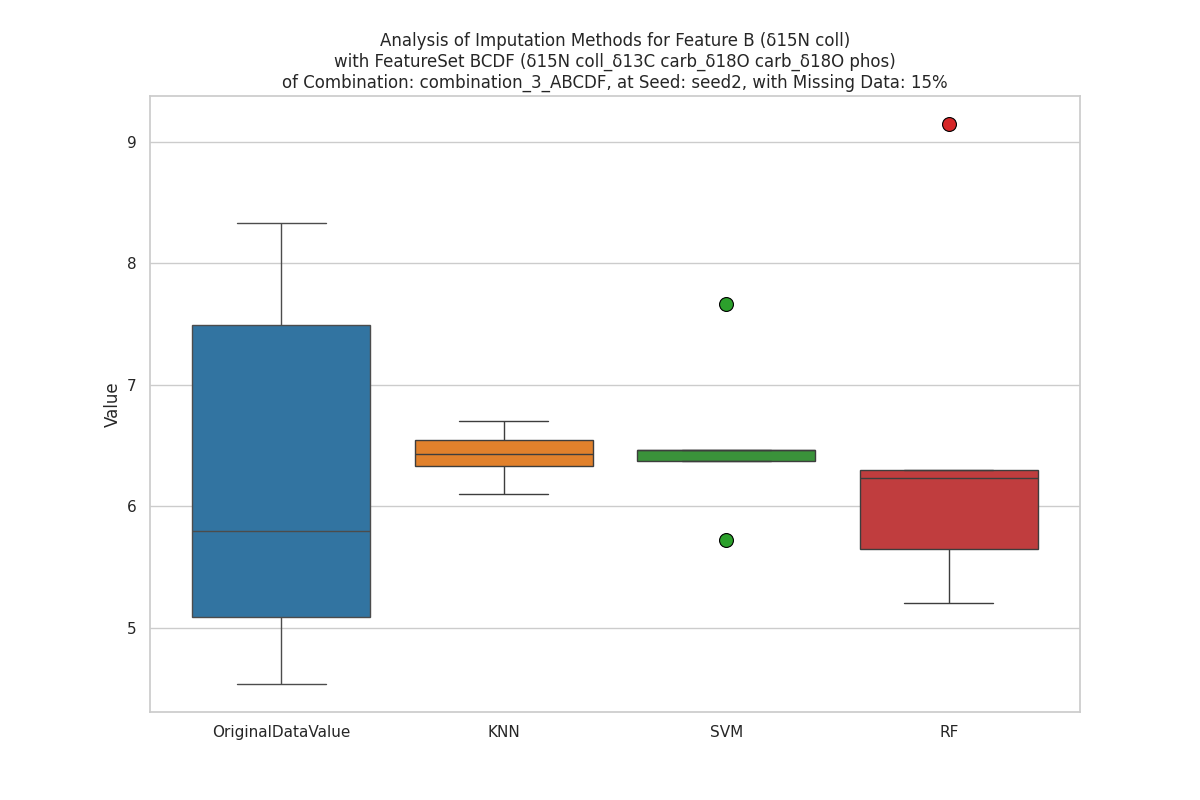 Analysis of Imputation Methods for Feature B (δ15N coll)
with FeatureSet BCDF (δ15N coll_δ13C carb_δ18O carb_δ18O phos)
of Combination: combination_3_ABCDF, at Seed: seed2, with Missing Data: 15%
9
8
7
6
5
Value
OriginalDataValue
KNN
SVM
RF